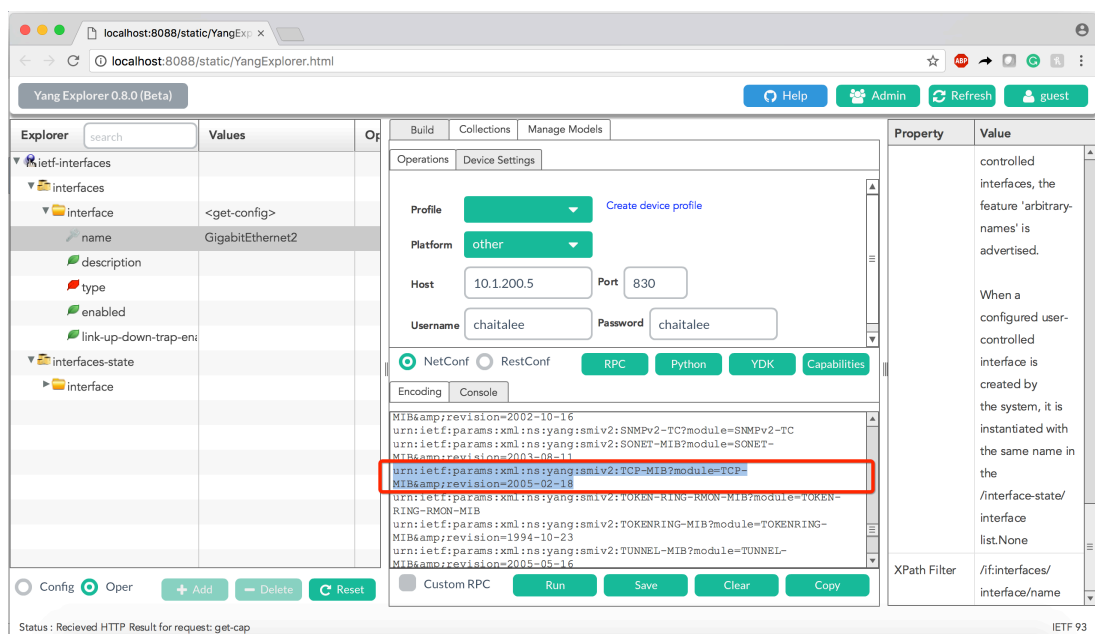 localhost:8088/static/YangExp
localhost:8088/static/YangExplorer.html
ABP
Yang Explorer 0.8.0 (Beta)
Help
Admin
Refresh
guest
Explorer
search
Values
Op
ietf-interfaces
interfaces
interface
<get-config>
name
GigabitEthernet2
description
type
enabled
link-up-down-trap-ena
interfaces-state
interface
Config
Oper
Add
Delete
Reset
Build
Collections
Manage Models
Operations
Device Settings
Profile
Create device profile
Platform
other
Host
10.1.200.5
Port
830
Username
chaitalee
Password
chaitalee
NetConf
RestConf
RPC
Python
YDK
Capabilities
Encoding
Console
MIB&amp;revision=2002-10-16
urn:ietf:params:xml:ns:yang:smiv2:SNMPv2-TC?module=SNMPv2-TC
urn:ietf:params:xml:ns:yang:smiv2:SONET-MIB?module=SONET-
MIB&amp;revision=2003-08-11
urn:ietf:params:xml:ns:yang:smiv2:TCP-MIB?module=TCP-
MIB&amp;revision=2005-02-18
urn:ietf:params:xml:ns:yang:smiv2:TOKEN-RING-RMON-MIB?module=TOKEN-
RING-RMON-MIB
urn:ietf:params:xml:ns:yang:smiv2:TOKENRING-MIB?module=TOKENRING-
MIB&amp;revision=1994-10-23
urn:ietf:params:xml:ns:yang:smiv2:TUNNEL-MIB?module=TUNNEL-
MIB&amp;revision=2005-05-16
Custom RPC
Run
Save
Clear
Copy
Property
Value
controlled
interfaces, the
feature 'arbitrary-
names' is
advertised.
When a
configured user-
controlled
interface is
created by
the system, it is
instantiated with
the same name in
the
/interface-state/
interface
list.None
XPath Filter
/if:interfaces/
interface/name
Status : Recieved HTTP Result for request: get-cap
IETF 93